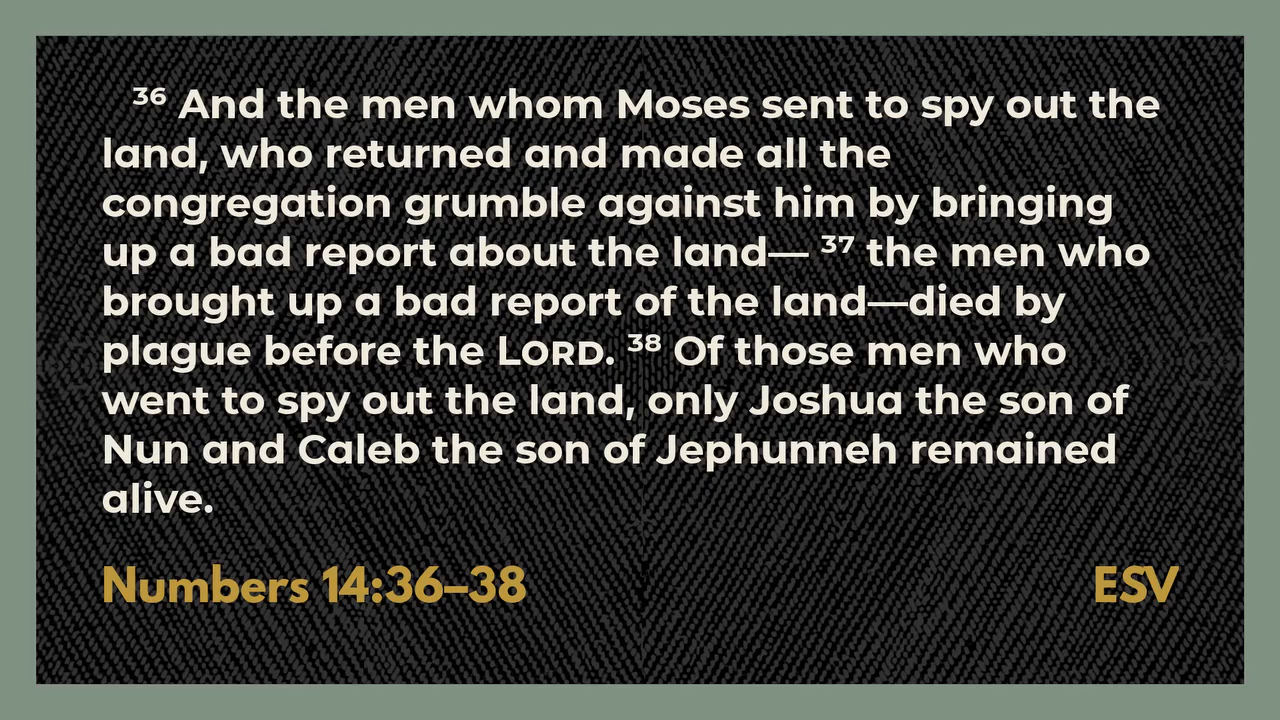 ³⁶ And the men whom Moses sent to spy out the
land, who returned and made all the
congregation grumble against him by bringing
up a bad report about the land— ³⁷ the men who
brought up a bad report of the land—died by
plague before the LORD. ³⁸ Of those men who
went to spy out the land, only Joshua the son of
Nun and Caleb the son of Jephunneh remained
alive.
Numbers 14:36–38
ESV